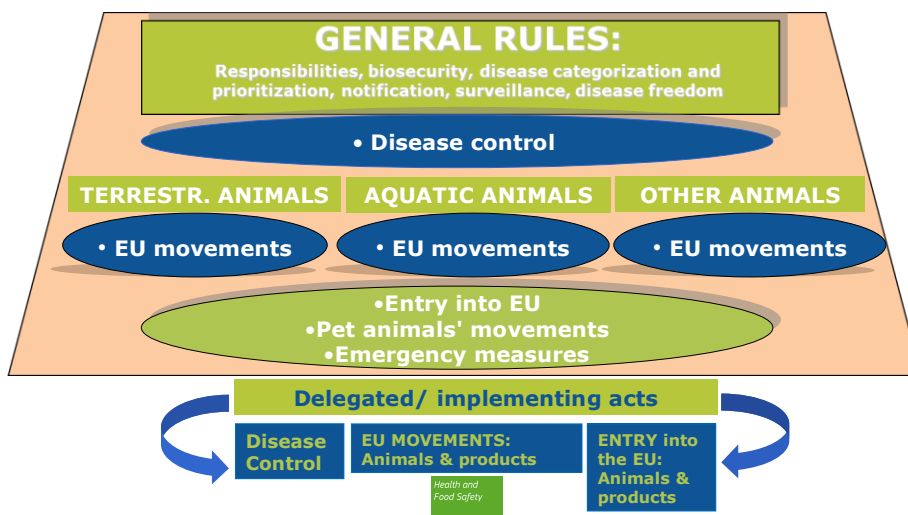 GENERAL RULES:
Responsibilities, biosecurity, disease categorization and
prioritization, notification, surveillance, disease freedom
• Disease control
TERRESTR. ANIMALS
AQUATIC ANIMALS
OTHER ANIMALS
• EU movements
• EU movements
• EU movements
•Entry into EU
•Pet animals' movements
•Emergency measures
Delegated/ implementing acts
Disease
Control
EU MOVEMENTS:
Animals & products
ENTRY into
the EU:
Animals &
products
Health and
Food Safety